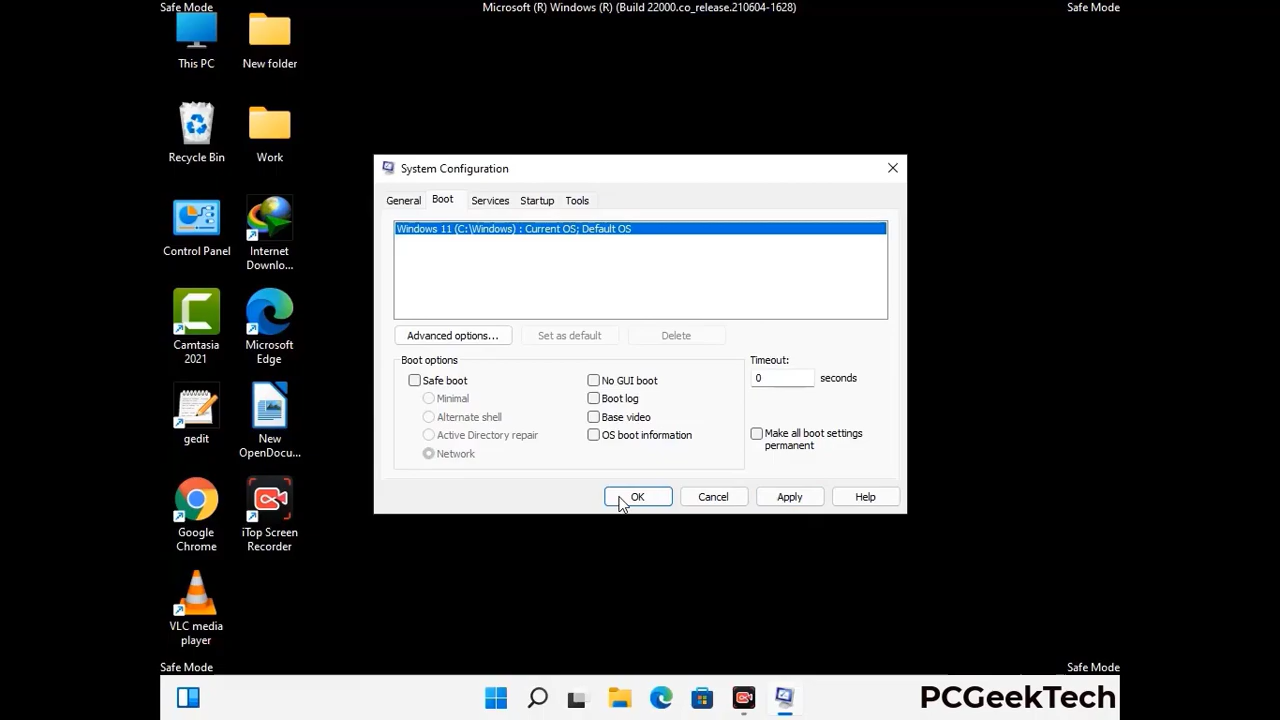 Safe Mode
Microsoft (R) Windows (R) (Build 22000.co_release.210604-1628)
Safe Mode
This PC
New folder
Recycle Bin
Work
Control Panel
Internet
Downlo...
Camtasia
2021
Microsoft
Edge
gedit
New
OpenDocu...
Google
Chrome
iTop Screen
Recorder
VLC media
player
System Configuration
General
Boot
Services
Startup
Tools
Windows 11 (C:\Windows) : Current OS; Default OS
Advanced options...
Set as default
Delete
Boot options
Safe boot
Minimal
Alternate shell
Active Directory repair
Network
No GUI boot
Boot log
Base video
OS boot information
Timeout:
0 seconds
Make all boot settings
permanent
OK
Cancel
Apply
Help
Safe Mode
Safe Mode
PCGeekTech